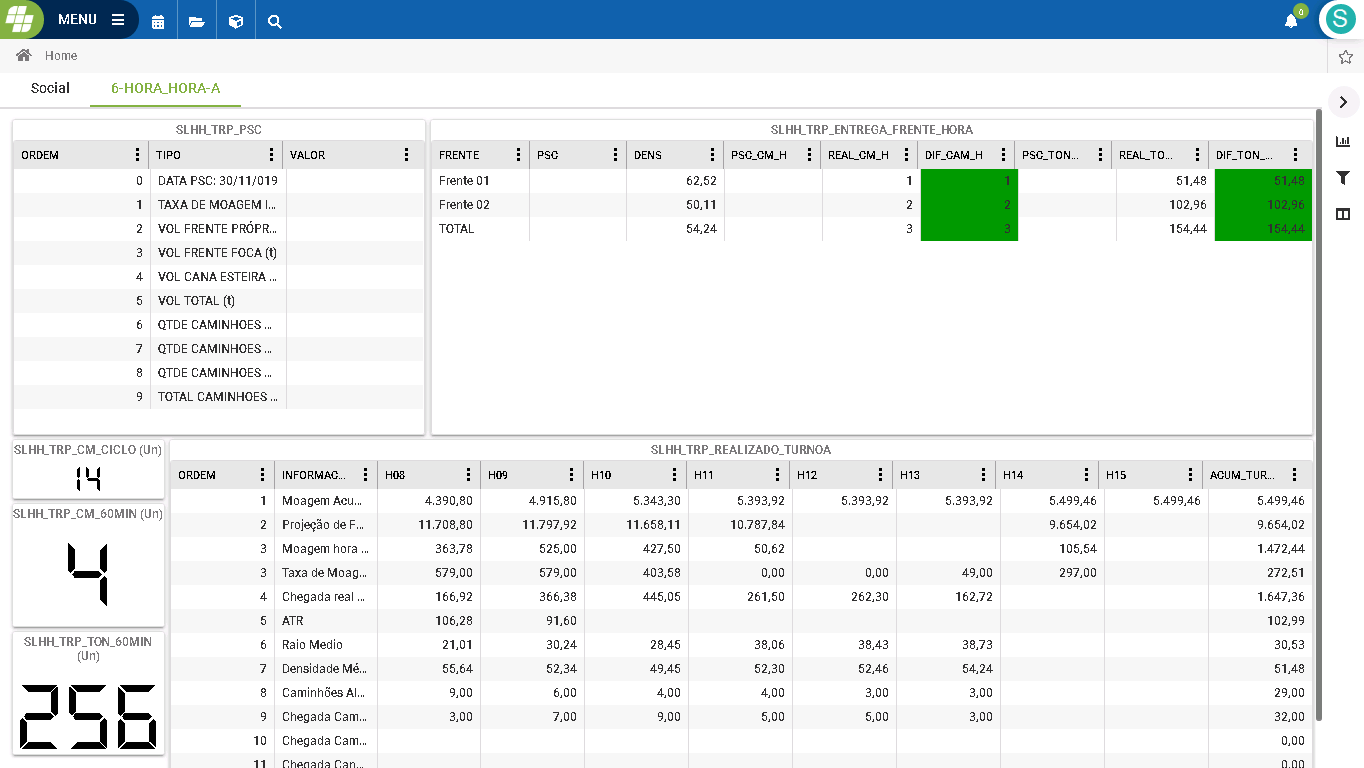 MENU
0
S
Home
Social 6-HORA_HORA-A
SLHH_TRP_PSC
ORDEM TIPO VALOR
0 DATA PSC: 30/11/019
1 TAXA DE MOAGEM I...
2 VOL FRENTE PRÓPR...
3 VOL FRENTE FOCA (t)
4 VOL CANA ESTEIRA ...
5 VOL TOTAL (t)
6 QTDE CAMINHOES ...
7 QTDE CAMINHOES ...
8 QTDE CAMINHOES ...
9 TOTAL CAMINHOES ...
SLHH_TRP_ENTREGA_FRENTE_HORA
FRENTE PSC DENS PSC_CM_H REAL_CM_H DIF_CAM_H PSC_TON... REAL_TO... DIF_TON_...
Frente 01 62,52 1 1 51,48 51,48
Frente 02 50,11 2 2 102,96 102,96
TOTAL 54,24 3 3 154,44 154,44
SLHH_TRP_CM_CICLO (Un)
14
SLHH_TRP_CM_60MIN (Un)
4
SLHH_TRP_TON_60MIN
(Un)
256
SLHH_TRP_REALIZADO_TURNOA
ORDEM INFORMAC... H08 H09 H10 H11 H12 H13 H14 H15 ACUM_TUR...
1 Moagem Acu... 4.390,80 4.915,80 5.343,30 5.393,92 5.393,92 5.393,92 5.499,46 5.499,46 5.499,46
2 Projeção de F... 11.708,80 11.797,92 11.658,11 10.787,84 9.654,02 9.654,02
3 Moagem hora ... 363,78 525,00 427,50 50,62 105,54 1.472,44
3 Taxa de Moag... 579,00 579,00 403,58 0,00 0,00 49,00 297,00 272,51
4 Chegada real ... 166,92 366,38 445,05 261,50 262,30 162,72 1.647,36
5 ATR 106,28 91,60 102,99
6 Raio Medio 21,01 30,24 28,45 38,06 38,43 38,73 30,53
7 Densidade Mé... 55,64 52,34 49,45 52,30 52,46 54,24 51,48
8 Caminhões Al... 9,00 6,00 4,00 4,00 3,00 3,00 29,00
9 Chegada Cam... 3,00 7,00 9,00 5,00 5,00 3,00 32,00
10 Chegada Cam... 0,00
11 Chegada Can... 0,00